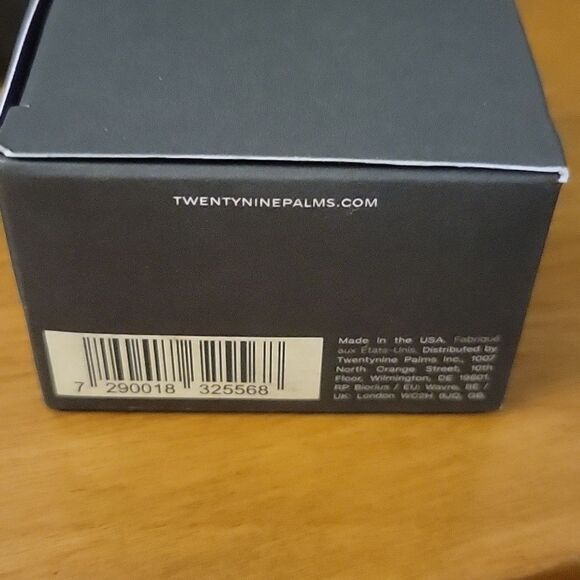 TWENTYNINEPALMS.COM
7 290018 325568
Made in the USA. Fabriqué
aux États-Unis. Distributed by
Twentynine Palms Inc., 1007
North Orange Street, 10th
Floor, Wilmington, DE 19801.
RP Biorius / EU: Wavre, BE /
UK: London WC2H 9JQ, GB.